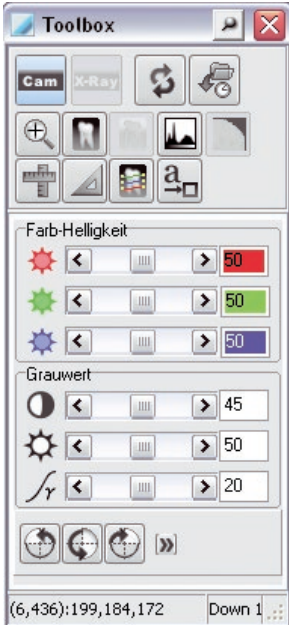 Toolbox
Cam X-Ray
a
Farb-Helligkeit
50
50
50
Grauwert
45
50
γ 20
(6,436):199,184,172 Down 1